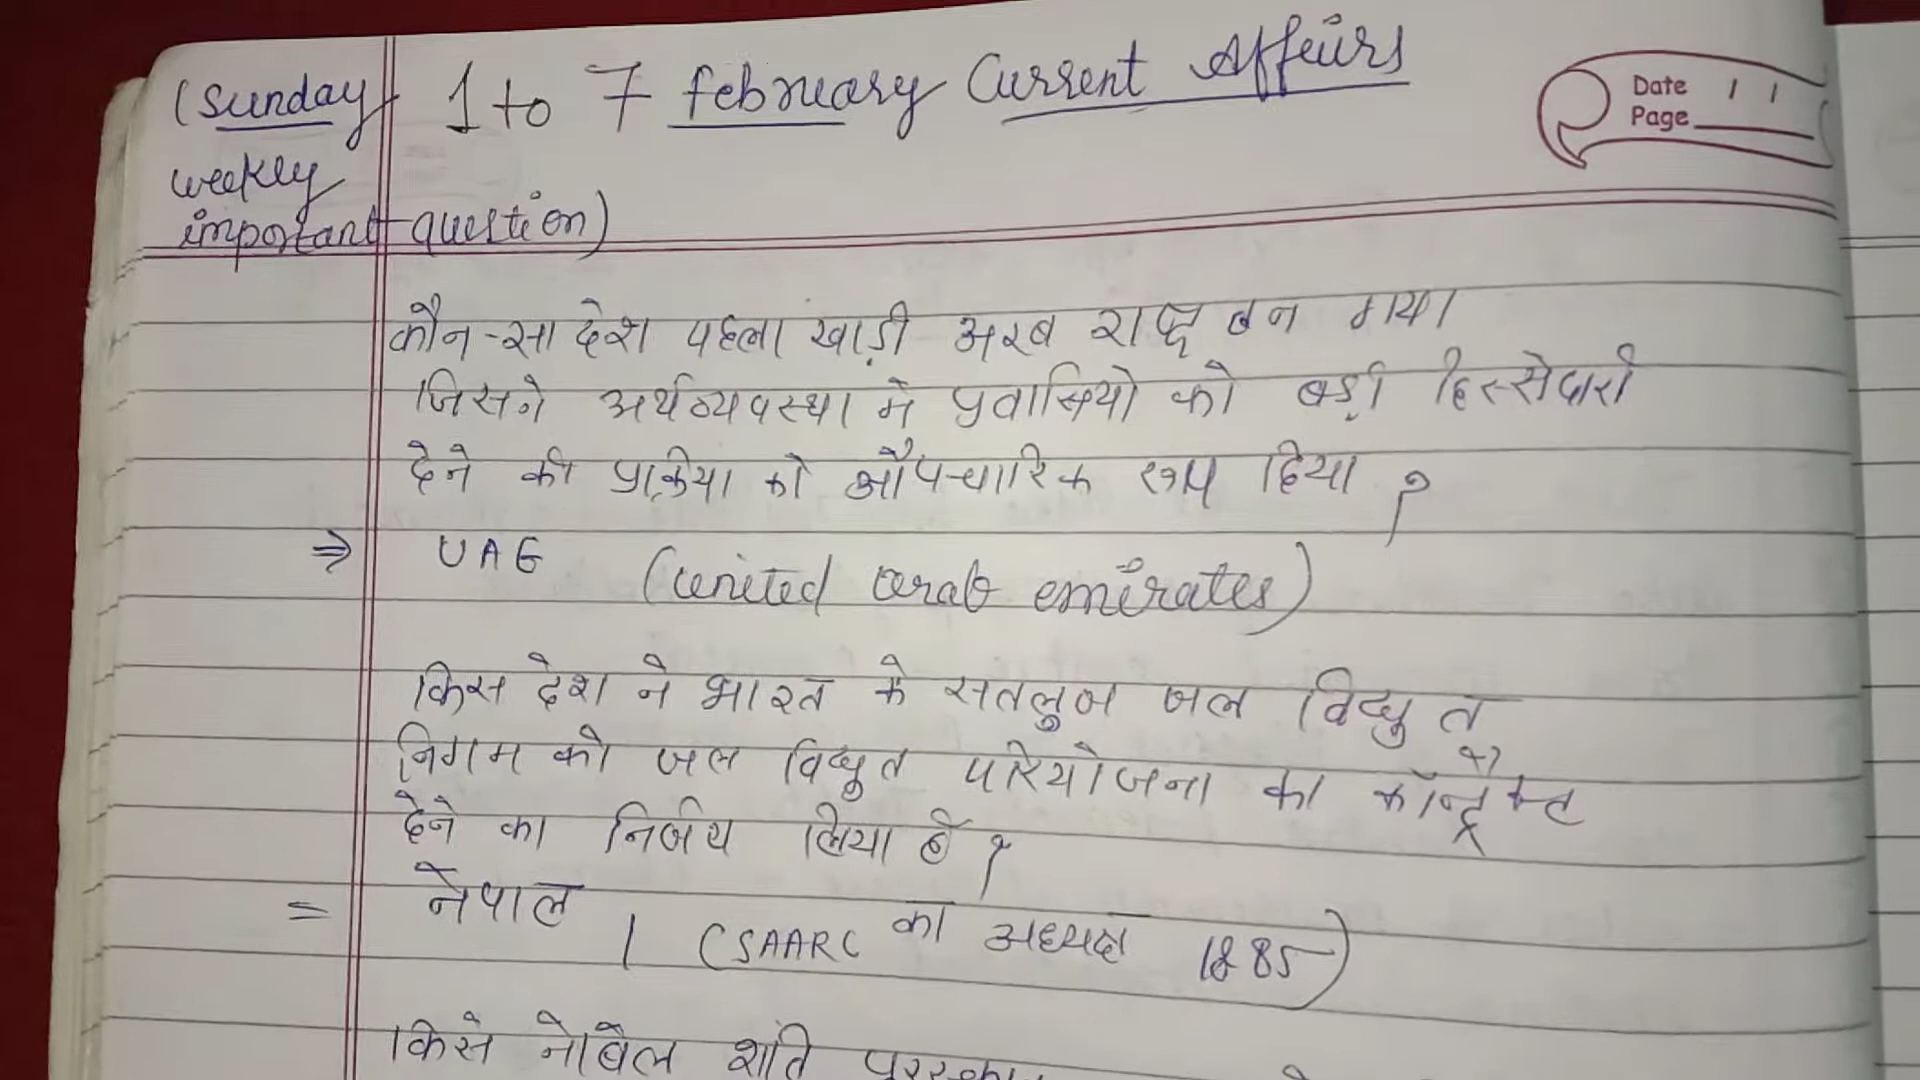 (Sunday 1 to 7 february Current Affairs
weekly
important question)
Date / /
Page
कौन-सा देश पहला खाड़ी अरब राष्ट्र बन गया
जिसने अर्थव्यवस्था मे प्रवासियो को बड़ी हिस्सेदारी
देने की प्रक्रिया को औपचारिक रूप दिया ?
⇒ UAE (united arab emirates)
किस देश ने भारत के सतलुज जल विद्युत
निगम को जल विद्युत परियोजना का कॉन्ट्रैक्ट
देने का निर्णय लिया है ?
= नेपाल | (SAARC का अध्यक्ष
किसे नोबेल शांति